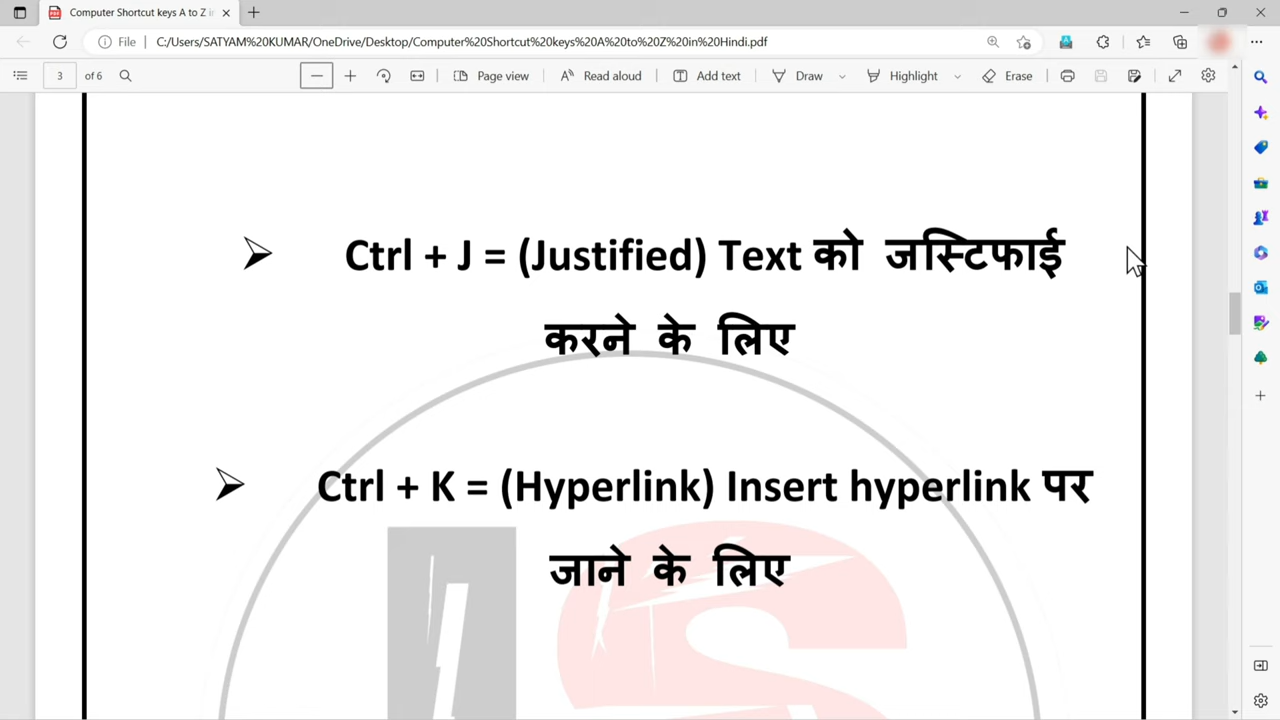 Computer Shortcut keys A to Z i
File
C:/Users/SATYAM%20KUMAR/OneDrive/Desktop/Computer%20Shortcut%20keys%20A%20to%20Z%20in%20Hindi.pdf
3 of 6
Page view
Read aloud
Add text
Draw
Highlight
Erase
➢ Ctrl + J = (Justified) Text को जस्टिफाई
करने के लिए
➢ Ctrl + K = (Hyperlink) Insert hyperlink पर
जाने के लिए